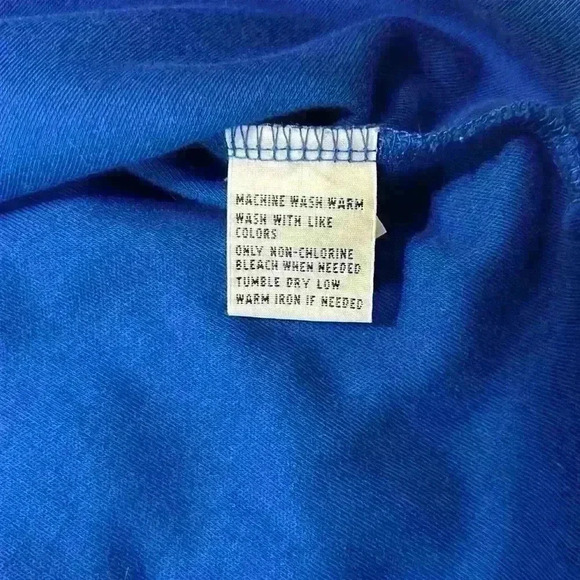 MACHINE WASH WARM
WASH WITH LIKE
COLORS
ONLY NON-CHLORINE
BLEACH WHEN NEEDED
TUMBLE DRY LOW
WARM IRON IF NEEDED